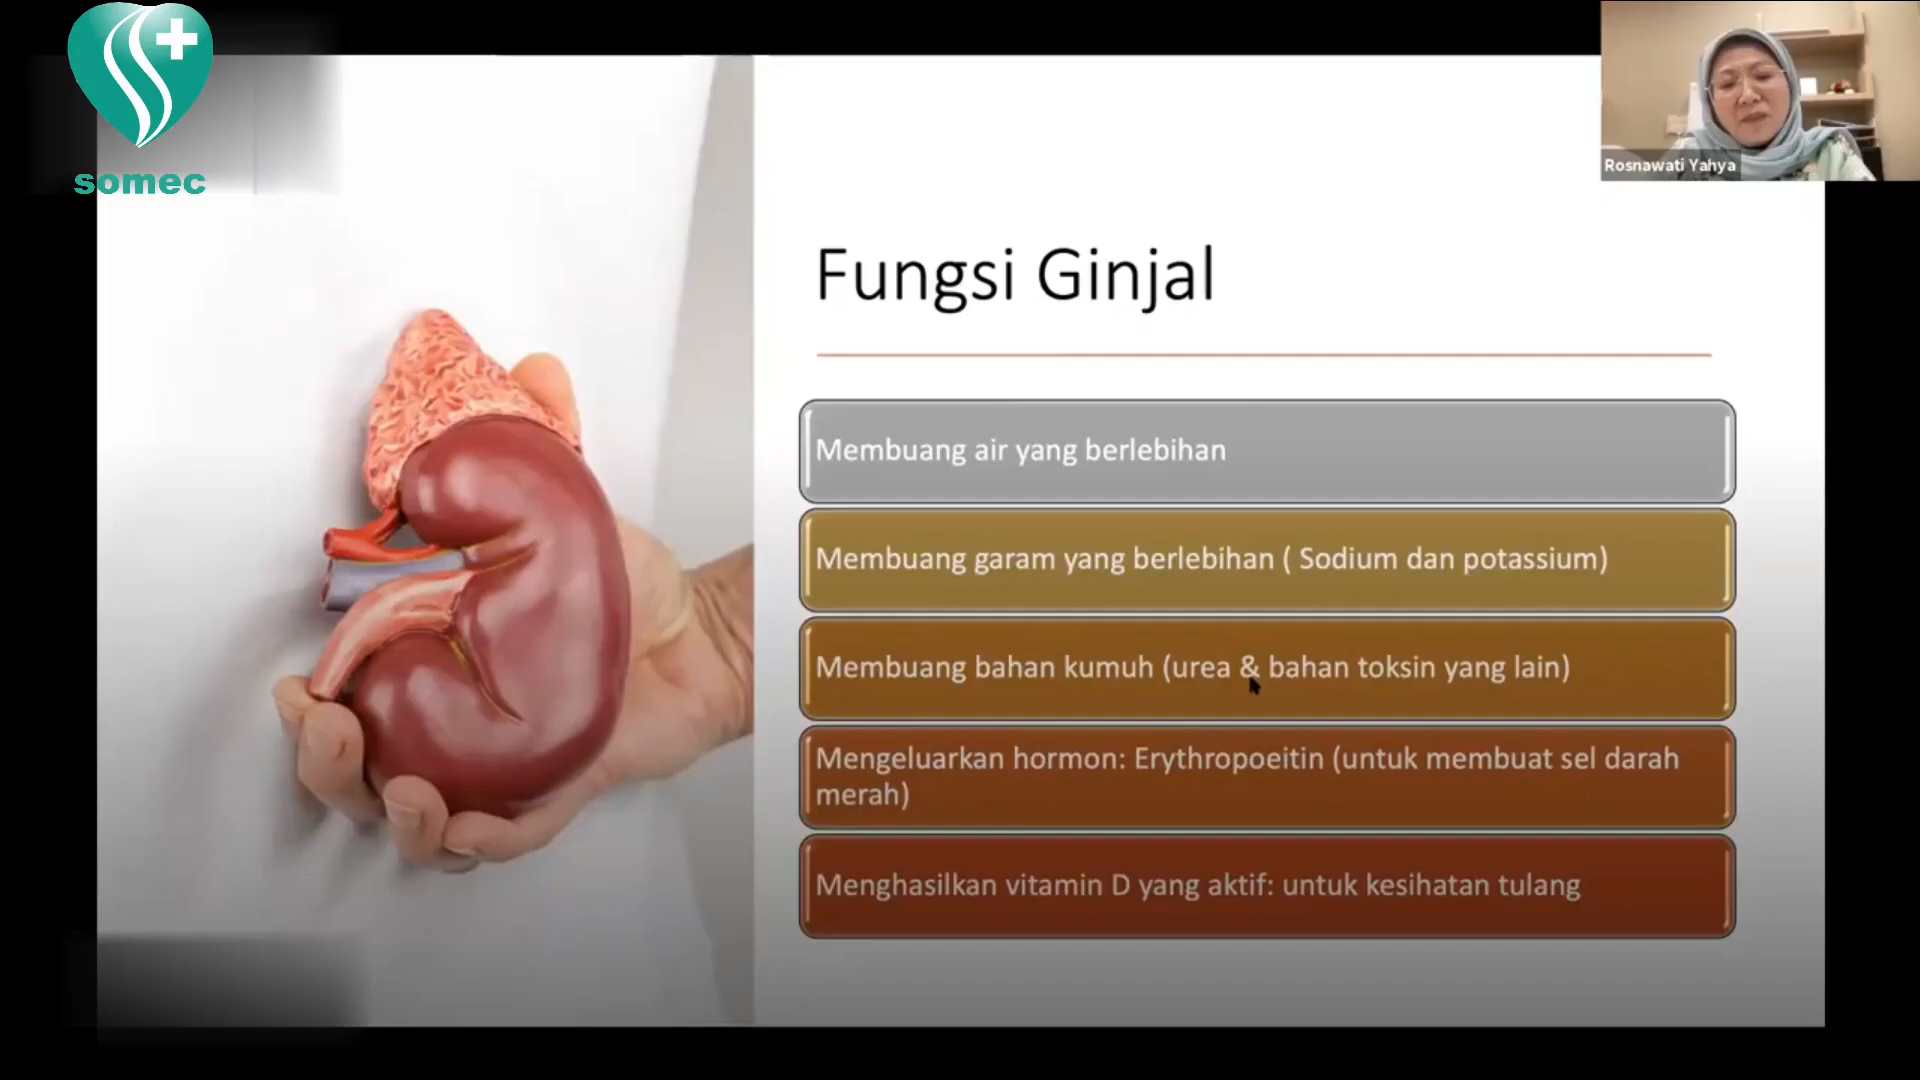 somec
Rosnawati Yahya
Fungsi Ginjal
Membuang air yang berlebihan
Membuang garam yang berlebihan ( Sodium dan potassium)
Membuang bahan kumuh (urea & bahan toksin yang lain)
Mengeluarkan hormon: Erythropoeitin (untuk membuat sel darah
merah)
Menghasilkan vitamin D yang aktif: untuk kesihatan tulang